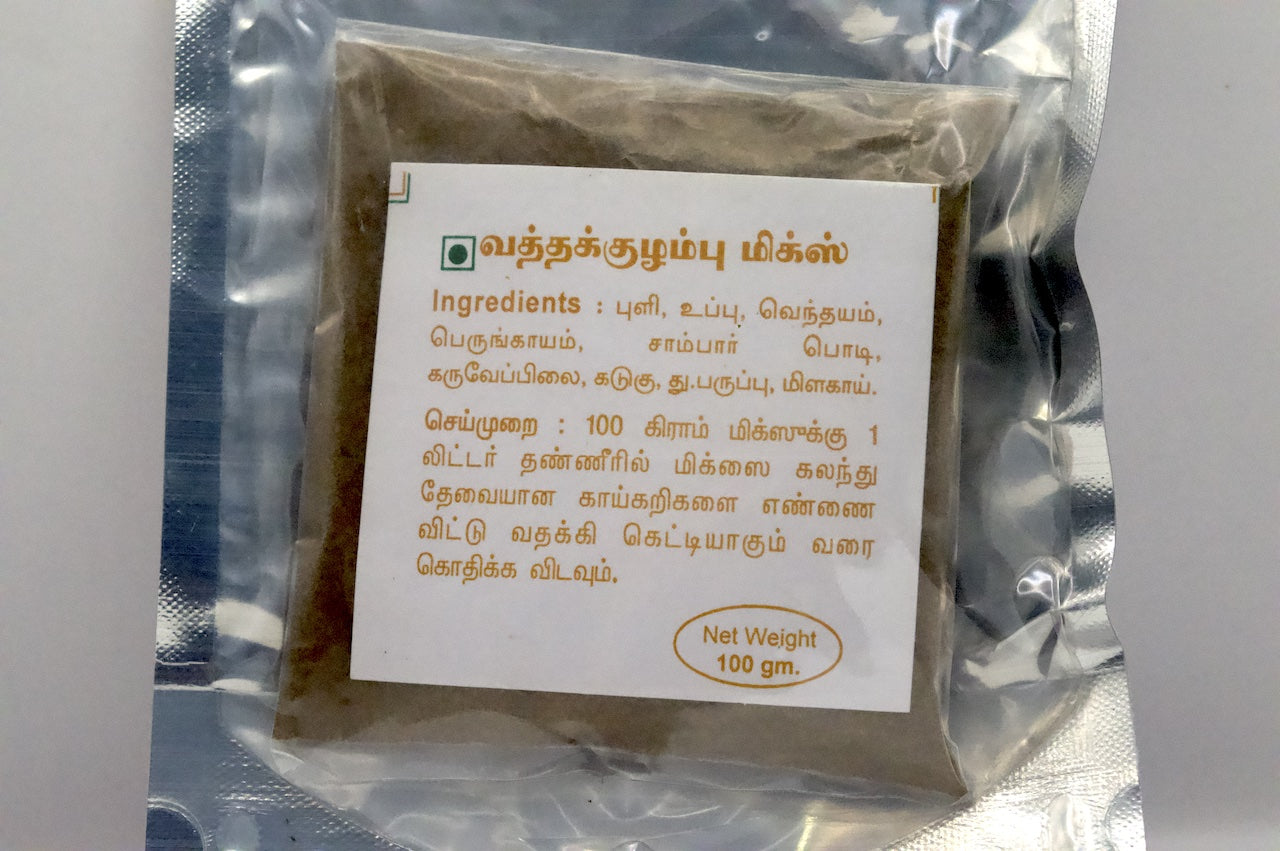 வத்தக்குழம்பு மிக்ஸ்
Ingredients : புளி, உப்பு, வெந்தயம்,
பெருங்காயம், சாம்பார் பொடி,
கருவேப்பிலை, கடுகு, து.பருப்பு, மிளகாய்.
செய்முறை : 100 கிராம் மிக்ஸுக்கு 1
லிட்டர் தண்ணீரில் மிக்ஸை கலந்து
தேவையான காய்கறிகளை எண்ணை
விட்டு வதக்கி கெட்டியாகும் வரை
கொதிக்க விடவும்.
Net Weight
100 gm.